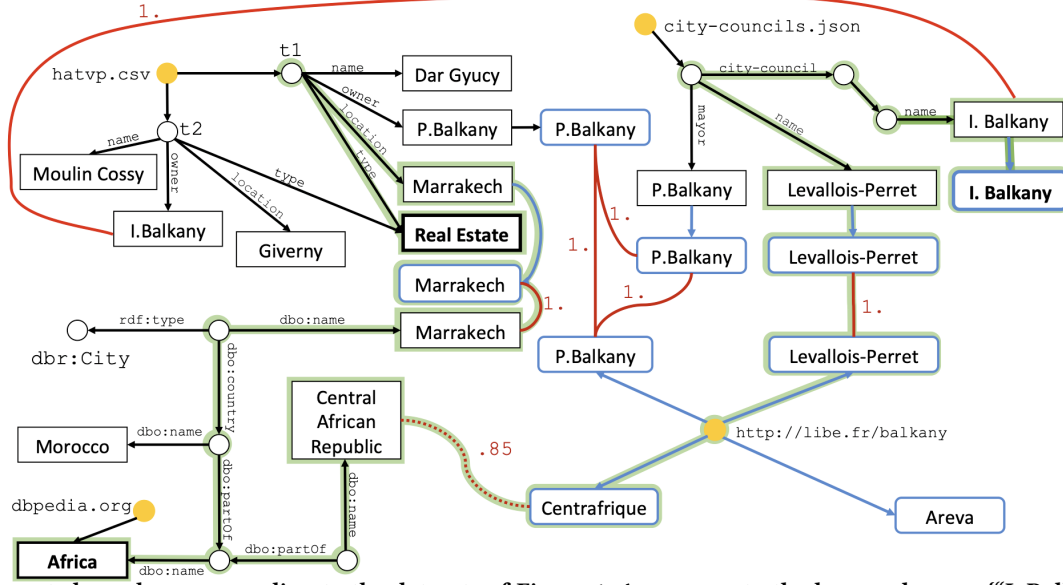 1.
city-councils.json
t1
hatvp.csv
name
Dar Gyucy
city-council
owner
location
type
P.Balkany
P.Balkany
mayor
name
name
I. Balkany
t2
name
owner
location
type
Moulin Cossy
Marrakech
P.Balkany
Levallois-Perret
I. Balkany
I.Balkany
Real Estate
1.
Giverny
1.
P.Balkany
Levallois-Perret
Marrakech
1.
1.
1.
rdf:type
dbo:name
Marrakech
dbr:City
P.Balkany
Levallois-Perret
dbo:country
Central
African
Republic
Morocco
dbo:name
.85
http://libe.fr/balkany
dbo:partOf
dbo:name
dbpedia.org
Centrafrique
Areva
Africa
dbo:name
dbo:partOf